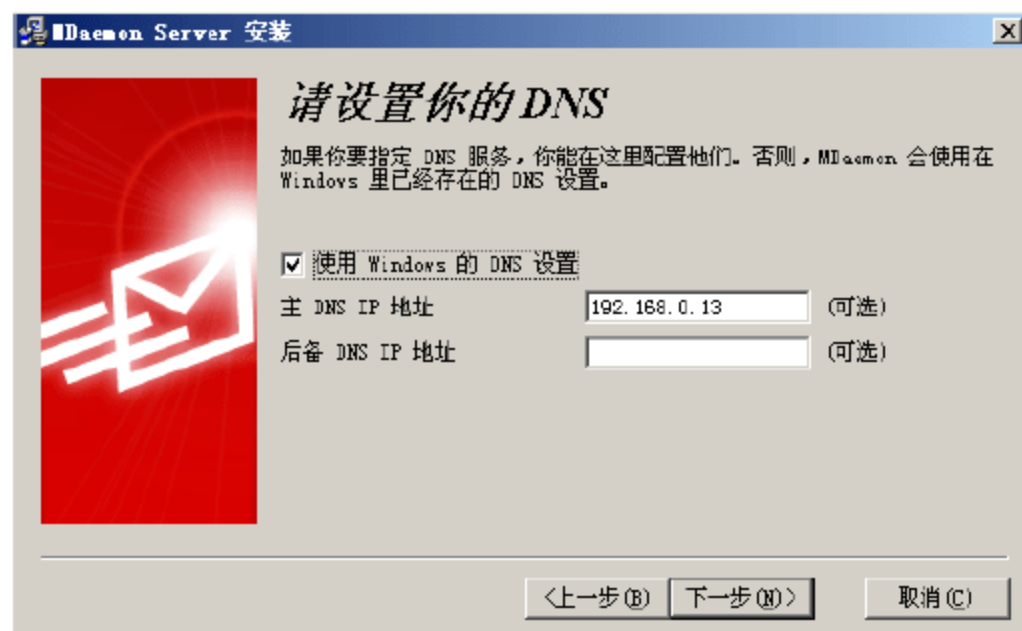 MDaemon Server 安装
请设置你的DNS
如果你要指定 DNS 服务，你能在这里配置他们。否则，MDaemon 会使用在
Windows 里已经存在的 DNS 设置。
使用 Windows 的 DNS 设置
主 DNS IP 地址 192.168.0.13 (可选)
后备 DNS IP 地址 (可选)
<上一步(B) 下一步(N)> 取消(C)